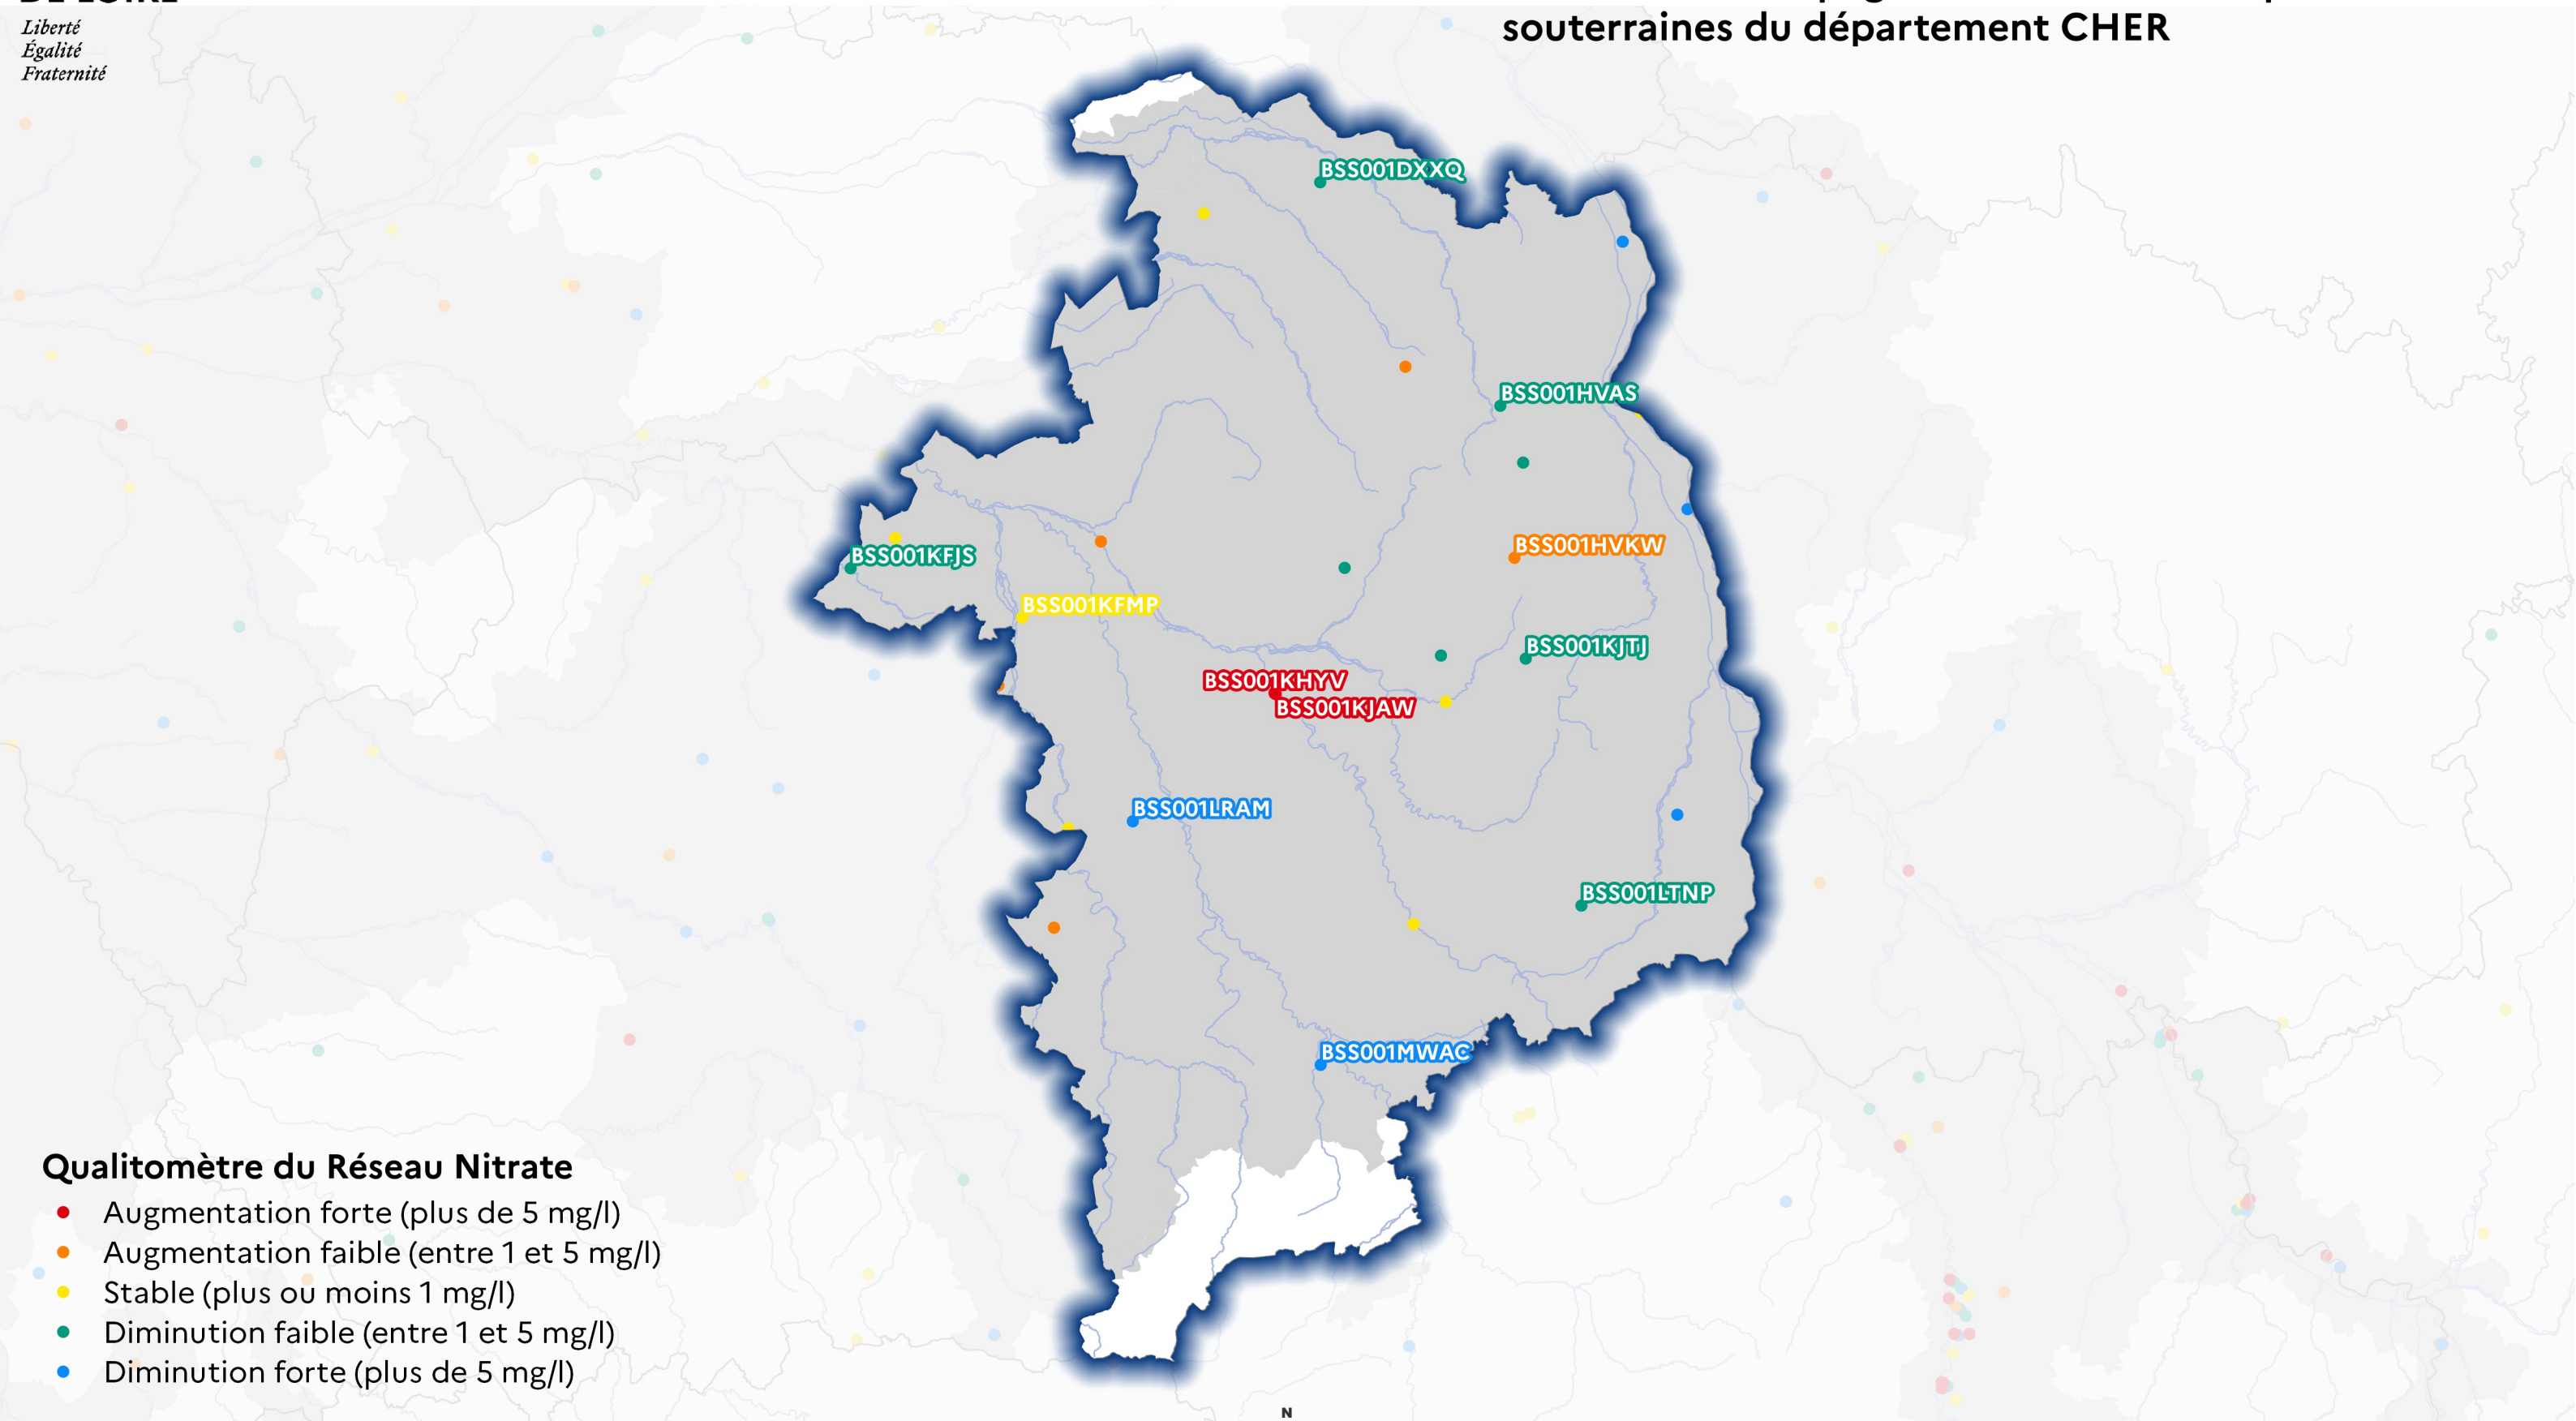 Liberté
Égalité
Fraternité
souterraines du département CHER
BSS001DXXQ
BSS001HVAS
BSS001HVKW
BSS001KFJS
BSS001KFMP
BSS001KJTJ
BSS001KHYV
BSS001KJAW
BSS001LRAM
BSS001LTNP
BSS001MWAC
Qualitomètre du Réseau Nitrate
Augmentation forte (plus de 5 mg/l)
Augmentation faible (entre 1 et 5 mg/l)
Stable (plus ou moins 1 mg/l)
Diminution faible (entre 1 et 5 mg/l)
Diminution forte (plus de 5 mg/l)
N